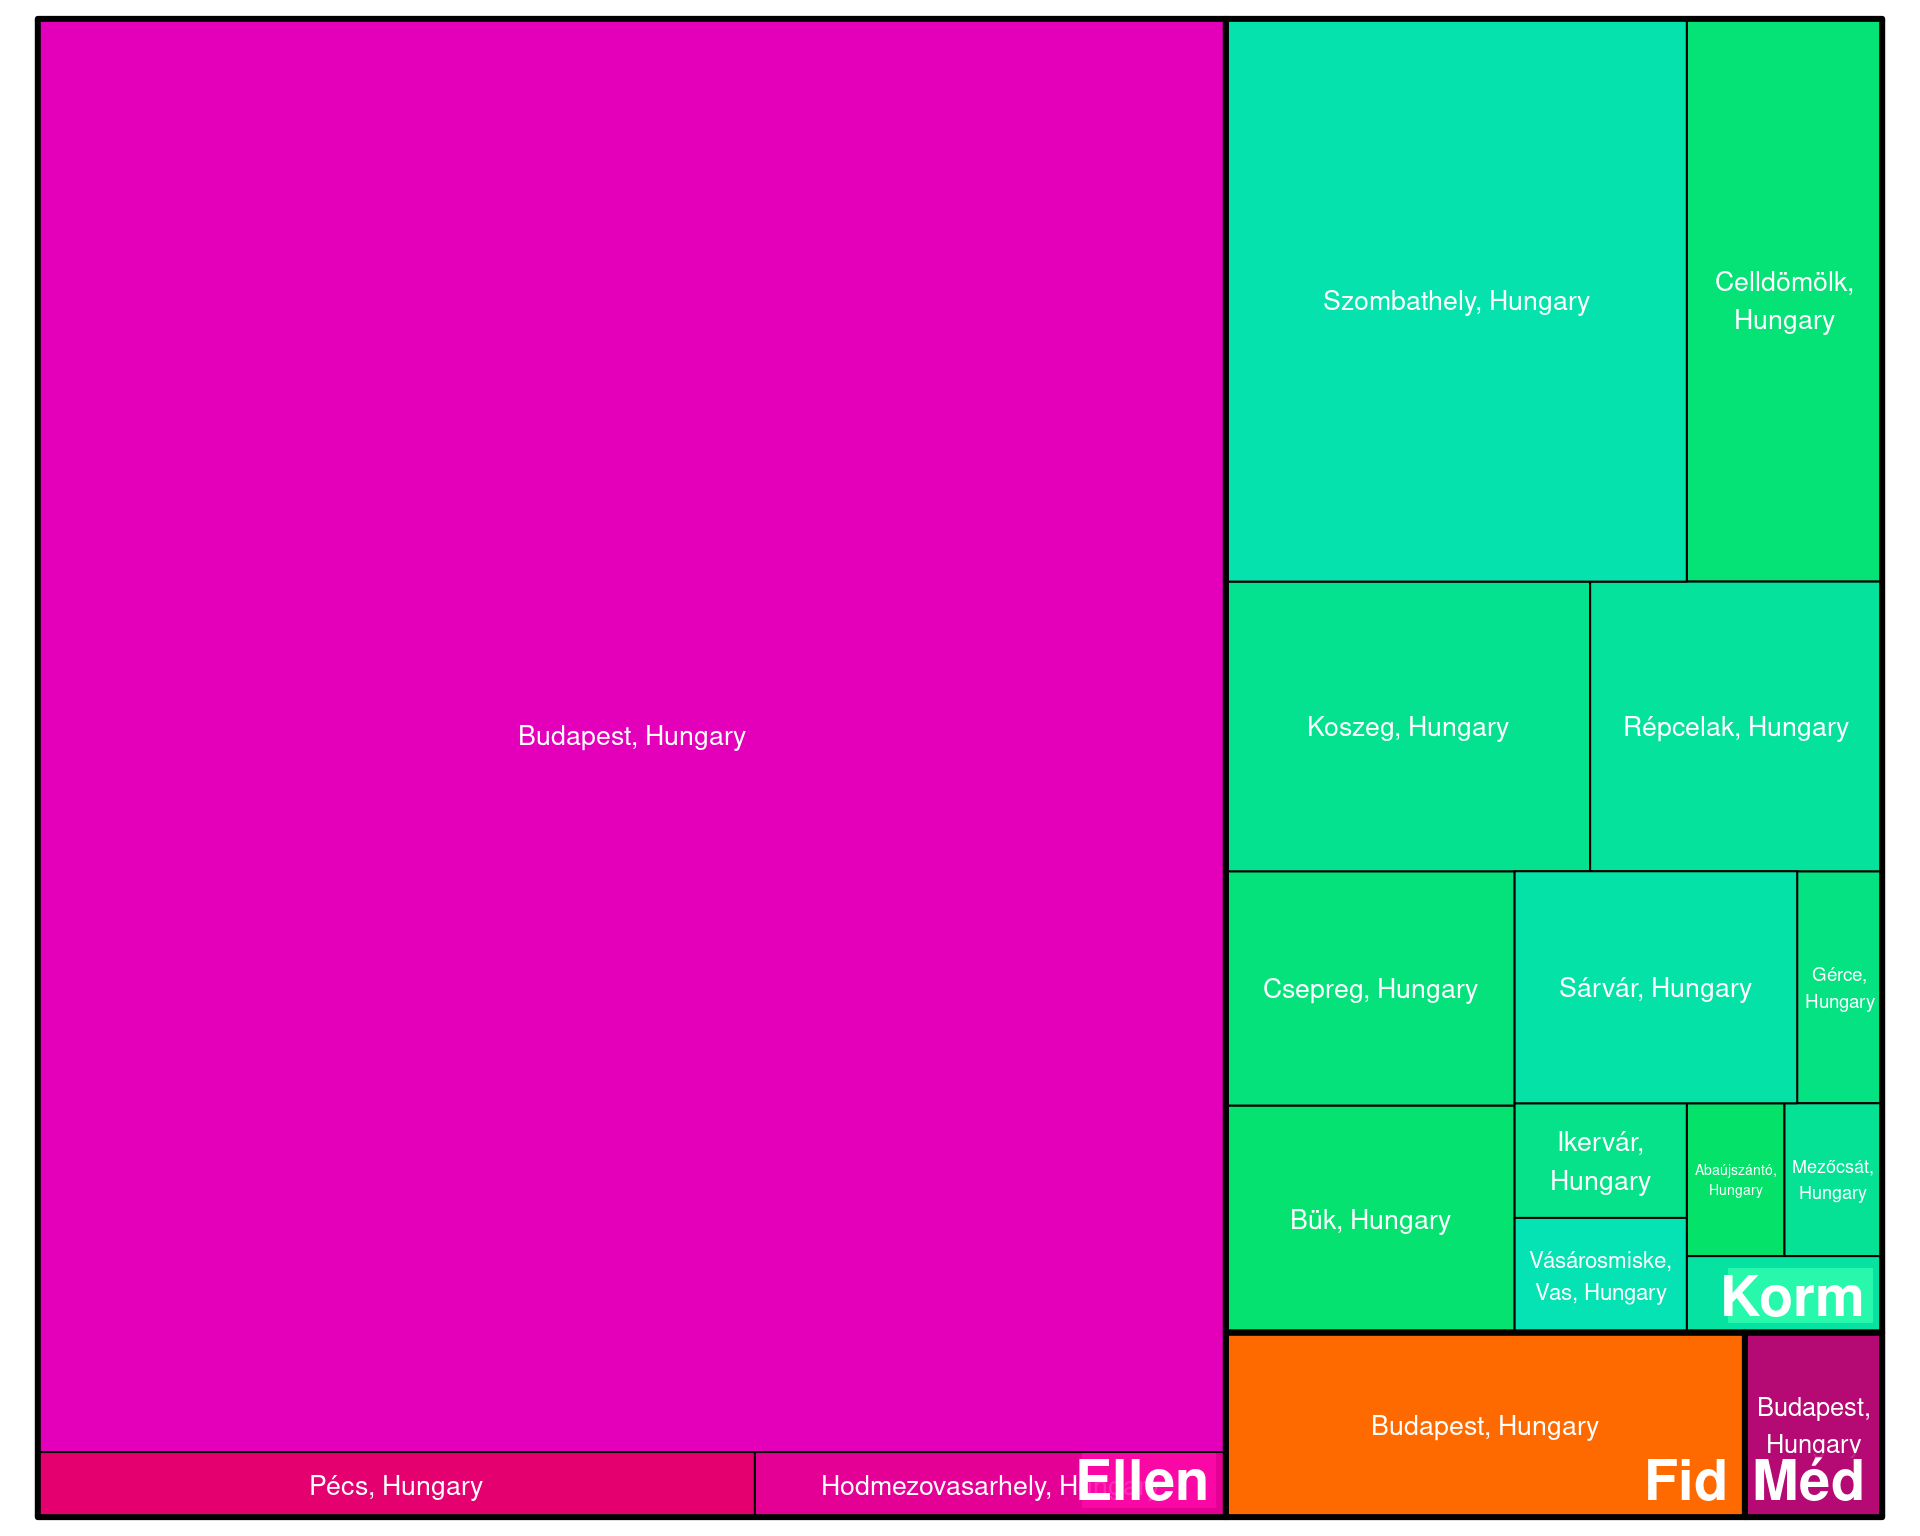 Budapest, Hungary
Pécs, Hungary
Hodmezovasarhely, H
Ellen
Szombathely, Hungary
Celldömölk,
Hungary
Koszeg, Hungary
Répcelak, Hungary
Csepreg, Hungary
Sárvár, Hungary
Gérce,
Hungary
Bük, Hungary
Ikervár,
Hungary
Vásárosmiske,
Vas, Hungary
Abaújszántó,
Hungary
Mezőcsát,
Hungary
Korm
Budapest, Hungary
Fid
Budapest,
Hungary
Méd